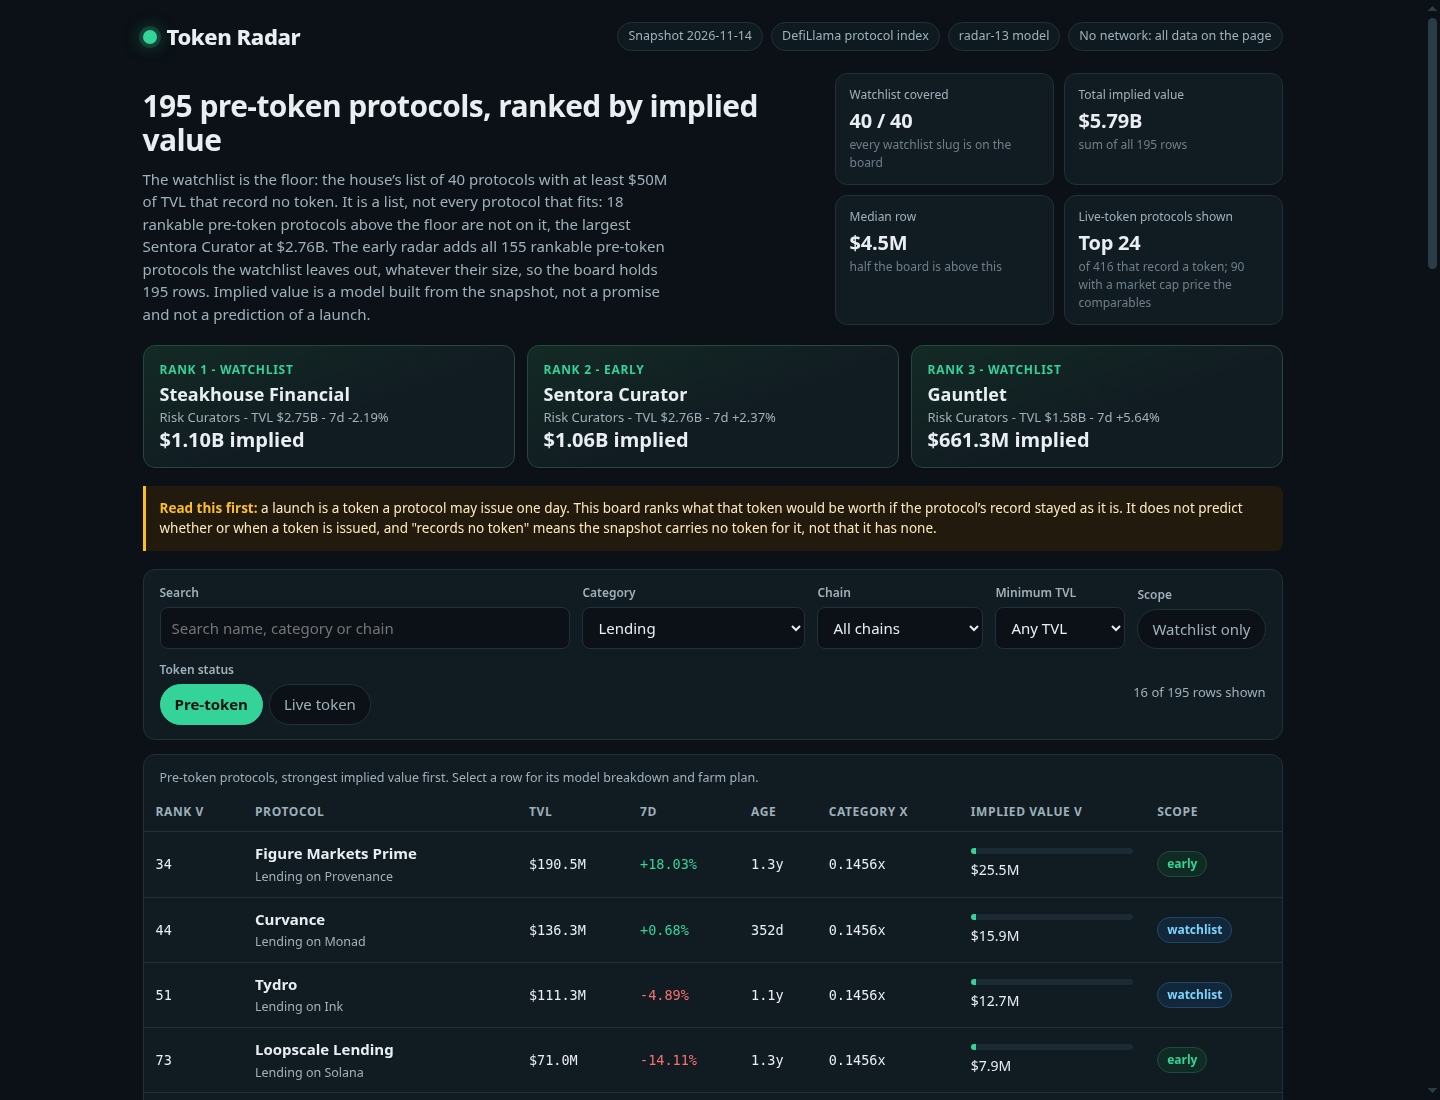 Token Radar
Snapshot 2026-11-14
DefiLlama protocol index
radar-13 model
No network: all data on the page
195 pre-token protocols, ranked by implied
value
The watchlist is the floor: the house’s list of 40 protocols with at least $50M
of TVL that record no token. It is a list, not every protocol that fits: 18
rankable pre-token protocols above the floor are not on it, the largest
Sentora Curator at $2.76B. The early radar adds all 155 rankable pre-token
protocols the watchlist leaves out, whatever their size, so the board holds
195 rows. Implied value is a model built from the snapshot, not a promise
and not a prediction of a launch.
Watchlist covered
40 / 40
every watchlist slug is on the
board
Total implied value
$5.79B
sum of all 195 rows
Median row
$4.5M
half the board is above this
Live-token protocols shown
Top 24
of 416 that record a token; 90
with a market cap price the
comparables
RANK 1 - WATCHLIST
Steakhouse Financial
Risk Curators - TVL $2.75B - 7d -2.19%
$1.10B implied
RANK 2 - EARLY
Sentora Curator
Risk Curators - TVL $2.76B - 7d +2.37%
$1.06B implied
RANK 3 - WATCHLIST
Gauntlet
Risk Curators - TVL $1.58B - 7d +5.64%
$661.3M implied
Read this first: a launch is a token a protocol may issue one day. This board ranks what that token would be worth if the protocol’s record stayed as it is. It does not predict
whether or when a token is issued, and "records no token" means the snapshot carries no token for it, not that it has none.
Search
Category
Chain
Minimum TVL
Scope
Search name, category or chain
Lending
All chains
Any TVL
Watchlist only
Token status
Pre-token
Live token
16 of 195 rows shown
Pre-token protocols, strongest implied value first. Select a row for its model breakdown and farm plan.
RANK V PROTOCOL TVL 7D AGE CATEGORY X IMPLIED VALUE V SCOPE
34 Figure Markets Prime $190.5M +18.03% 1.3y 0.1456x $25.5M early
Lending on Provenance
44 Curvance $136.3M +0.68% 352d 0.1456x $15.9M watchlist
Lending on Monad
51 Tydro $111.3M -4.89% 1.1y 0.1456x $12.7M watchlist
Lending on Ink
73 Loopscale Lending $71.0M -14.11% 1.3y 0.1456x $7.9M early
Lending on Solana